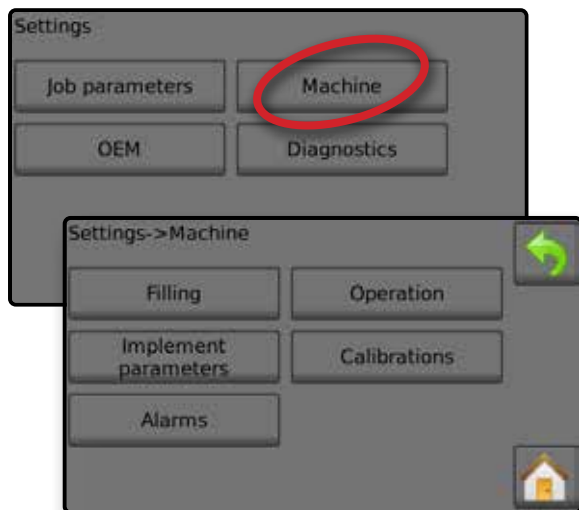 Settings
Job parameters
Machine
OEM
Diagnostics
Settings->Machine
Filling
Operation
Implement
parameters
Calibrations
Alarms